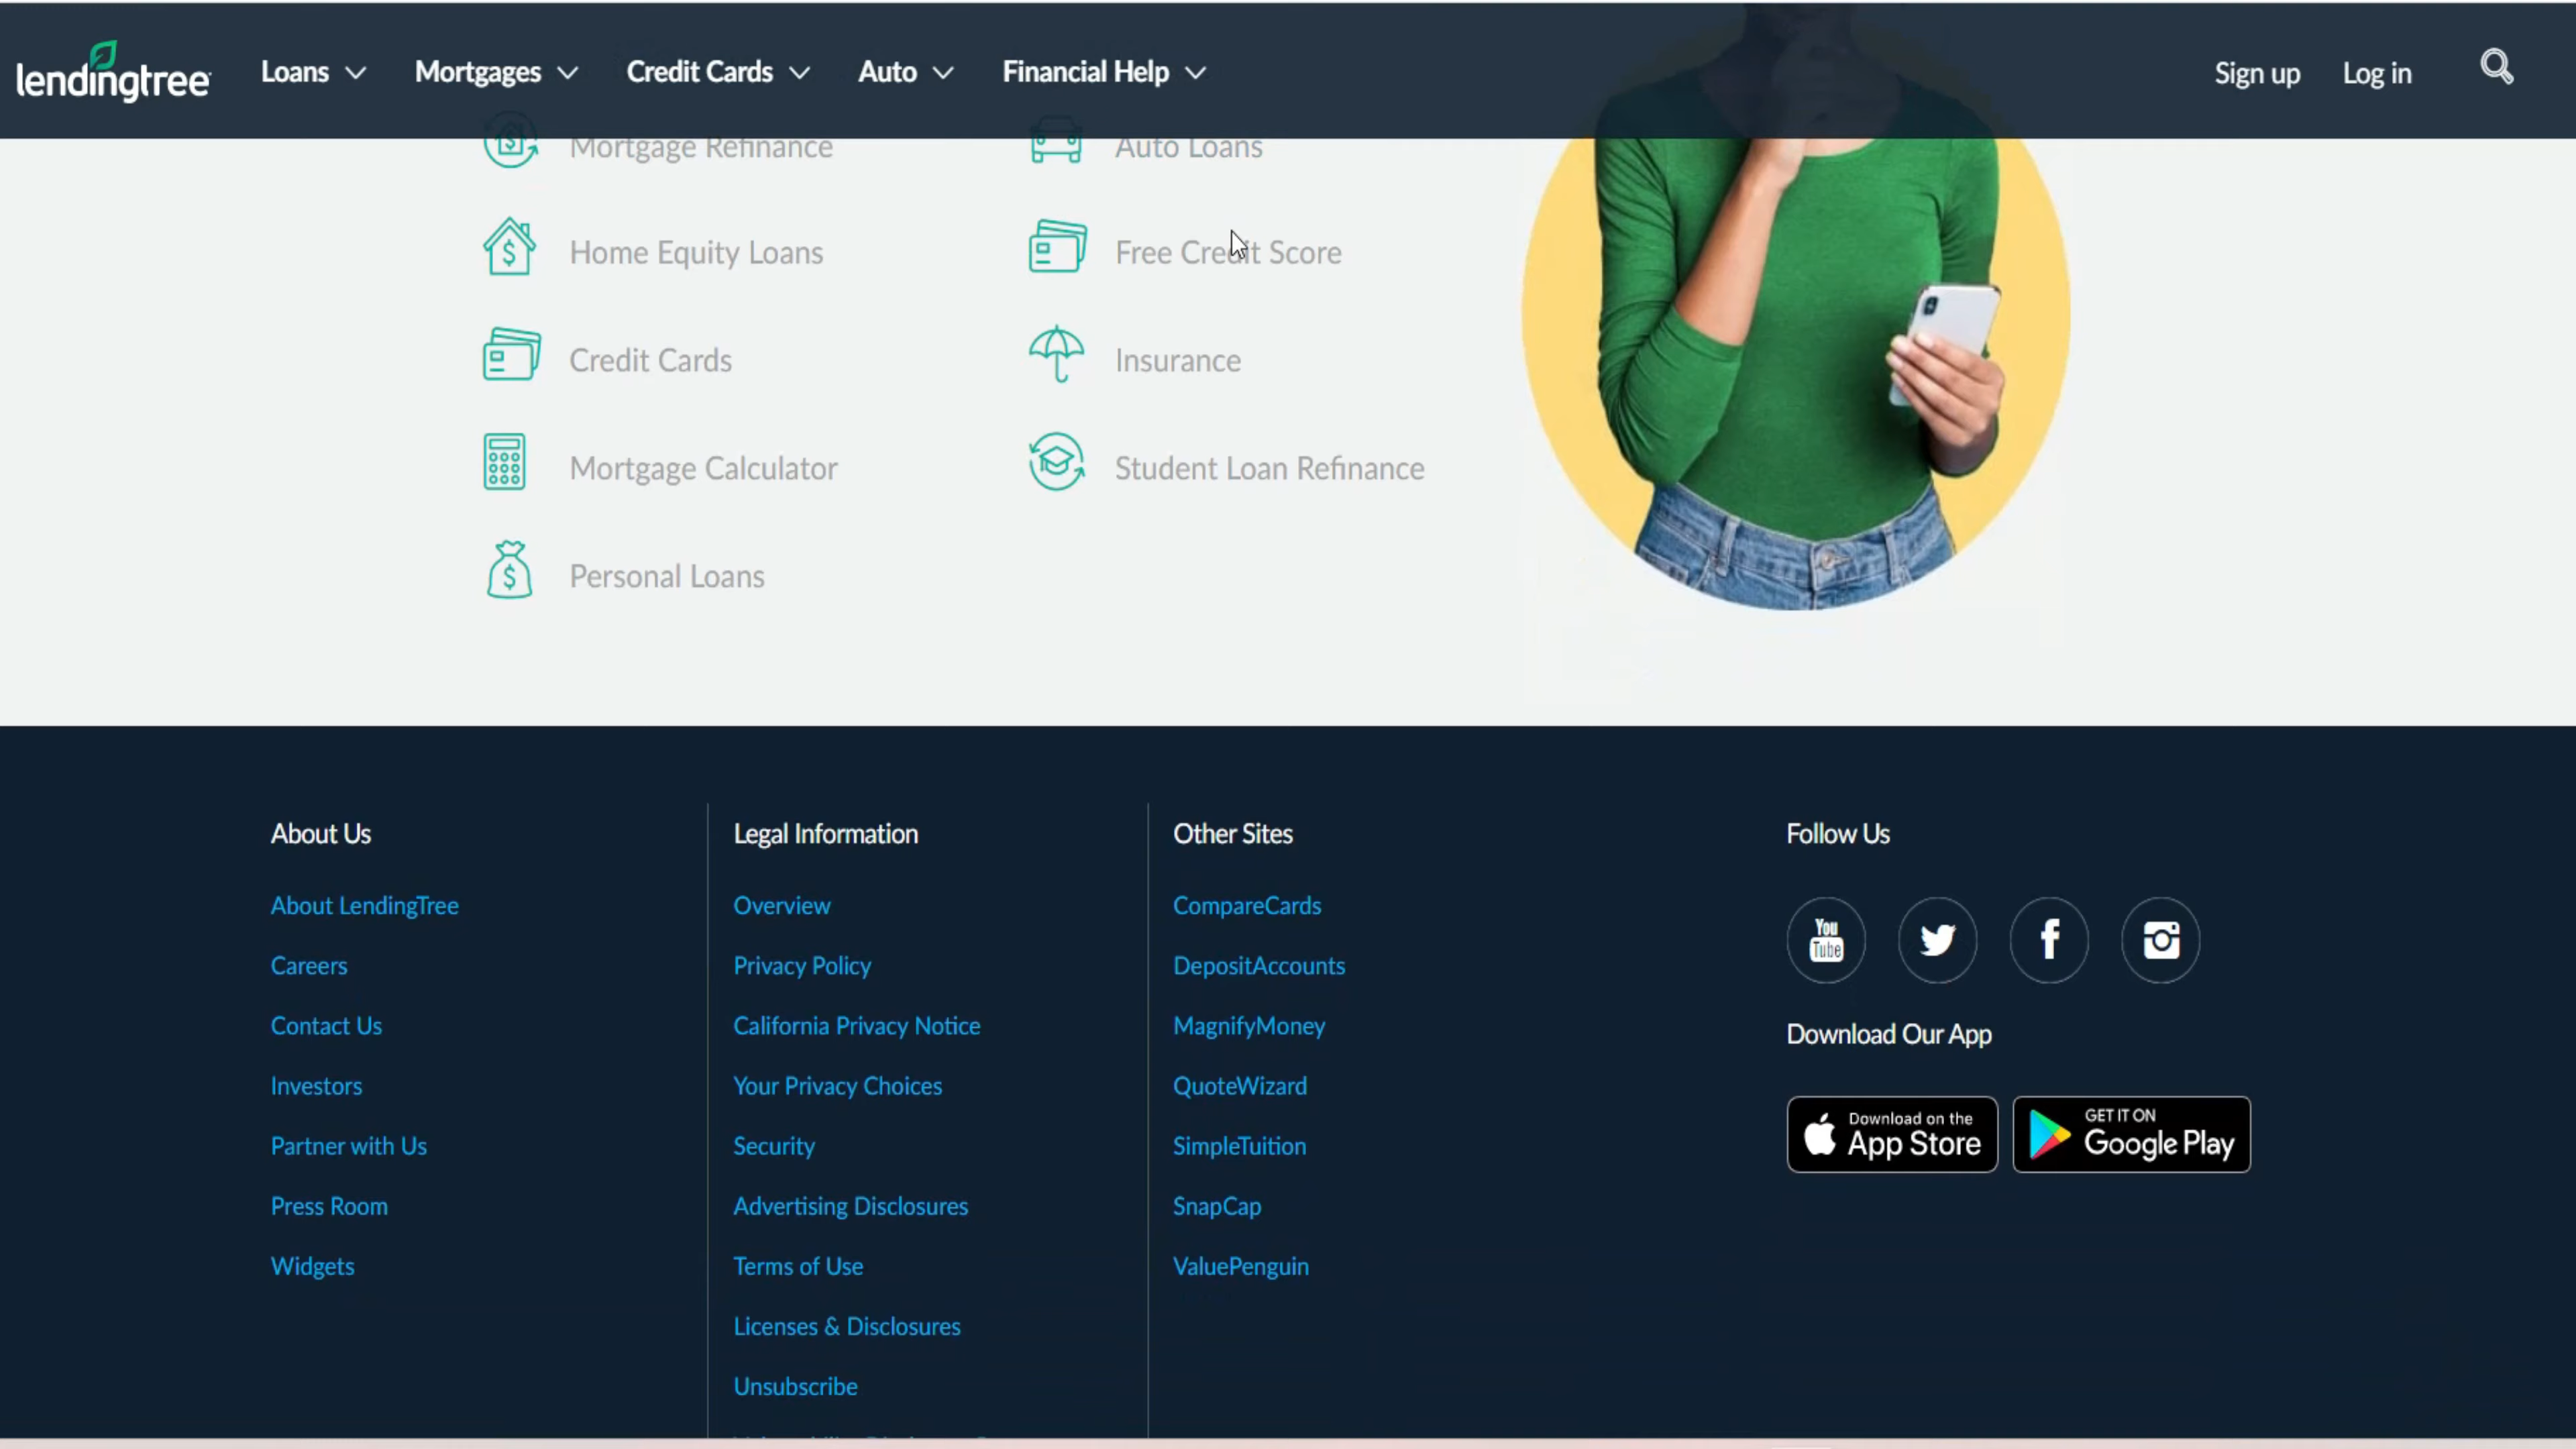 lendingtree
Loans
Mortgages
Credit Cards
Auto
Financial Help
Sign up
Log in
Mortgage Refinance
Auto Loans
Home Equity Loans
Free Credit Score
Credit Cards
Insurance
Mortgage Calculator
Student Loan Refinance
Personal Loans
About Us
About LendingTree
Careers
Contact Us
Investors
Partner with Us
Press Room
Widgets
Legal Information
Overview
Privacy Policy
California Privacy Notice
Your Privacy Choices
Security
Advertising Disclosures
Terms of Use
Licenses & Disclosures
Unsubscribe
Other Sites
CompareCards
DepositAccounts
MagnifyMoney
QuoteWizard
SimpleTuition
SnapCap
ValuePenguin
Follow Us
You
Tube
Download Our App
Download on the
App Store
GET IT ON
Google Play